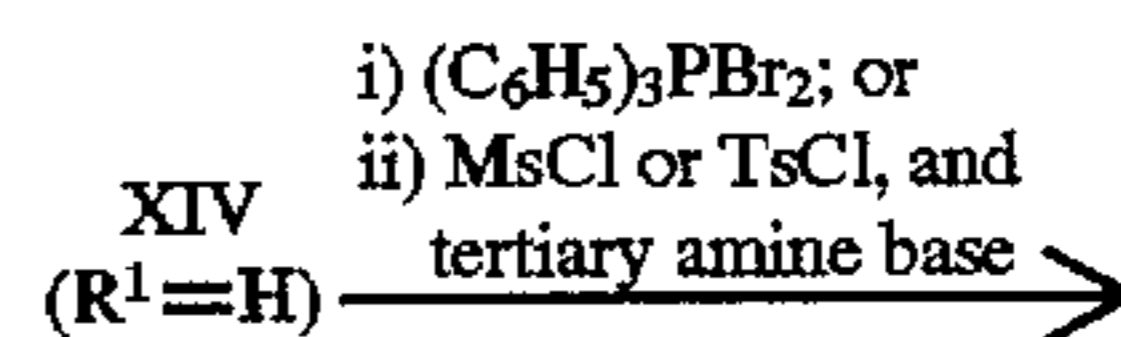 i) (C₆H₅)₃PBr₂; or
ii) MsCl or TsCl, and
tertiary amine base
XIV
(R¹=H)